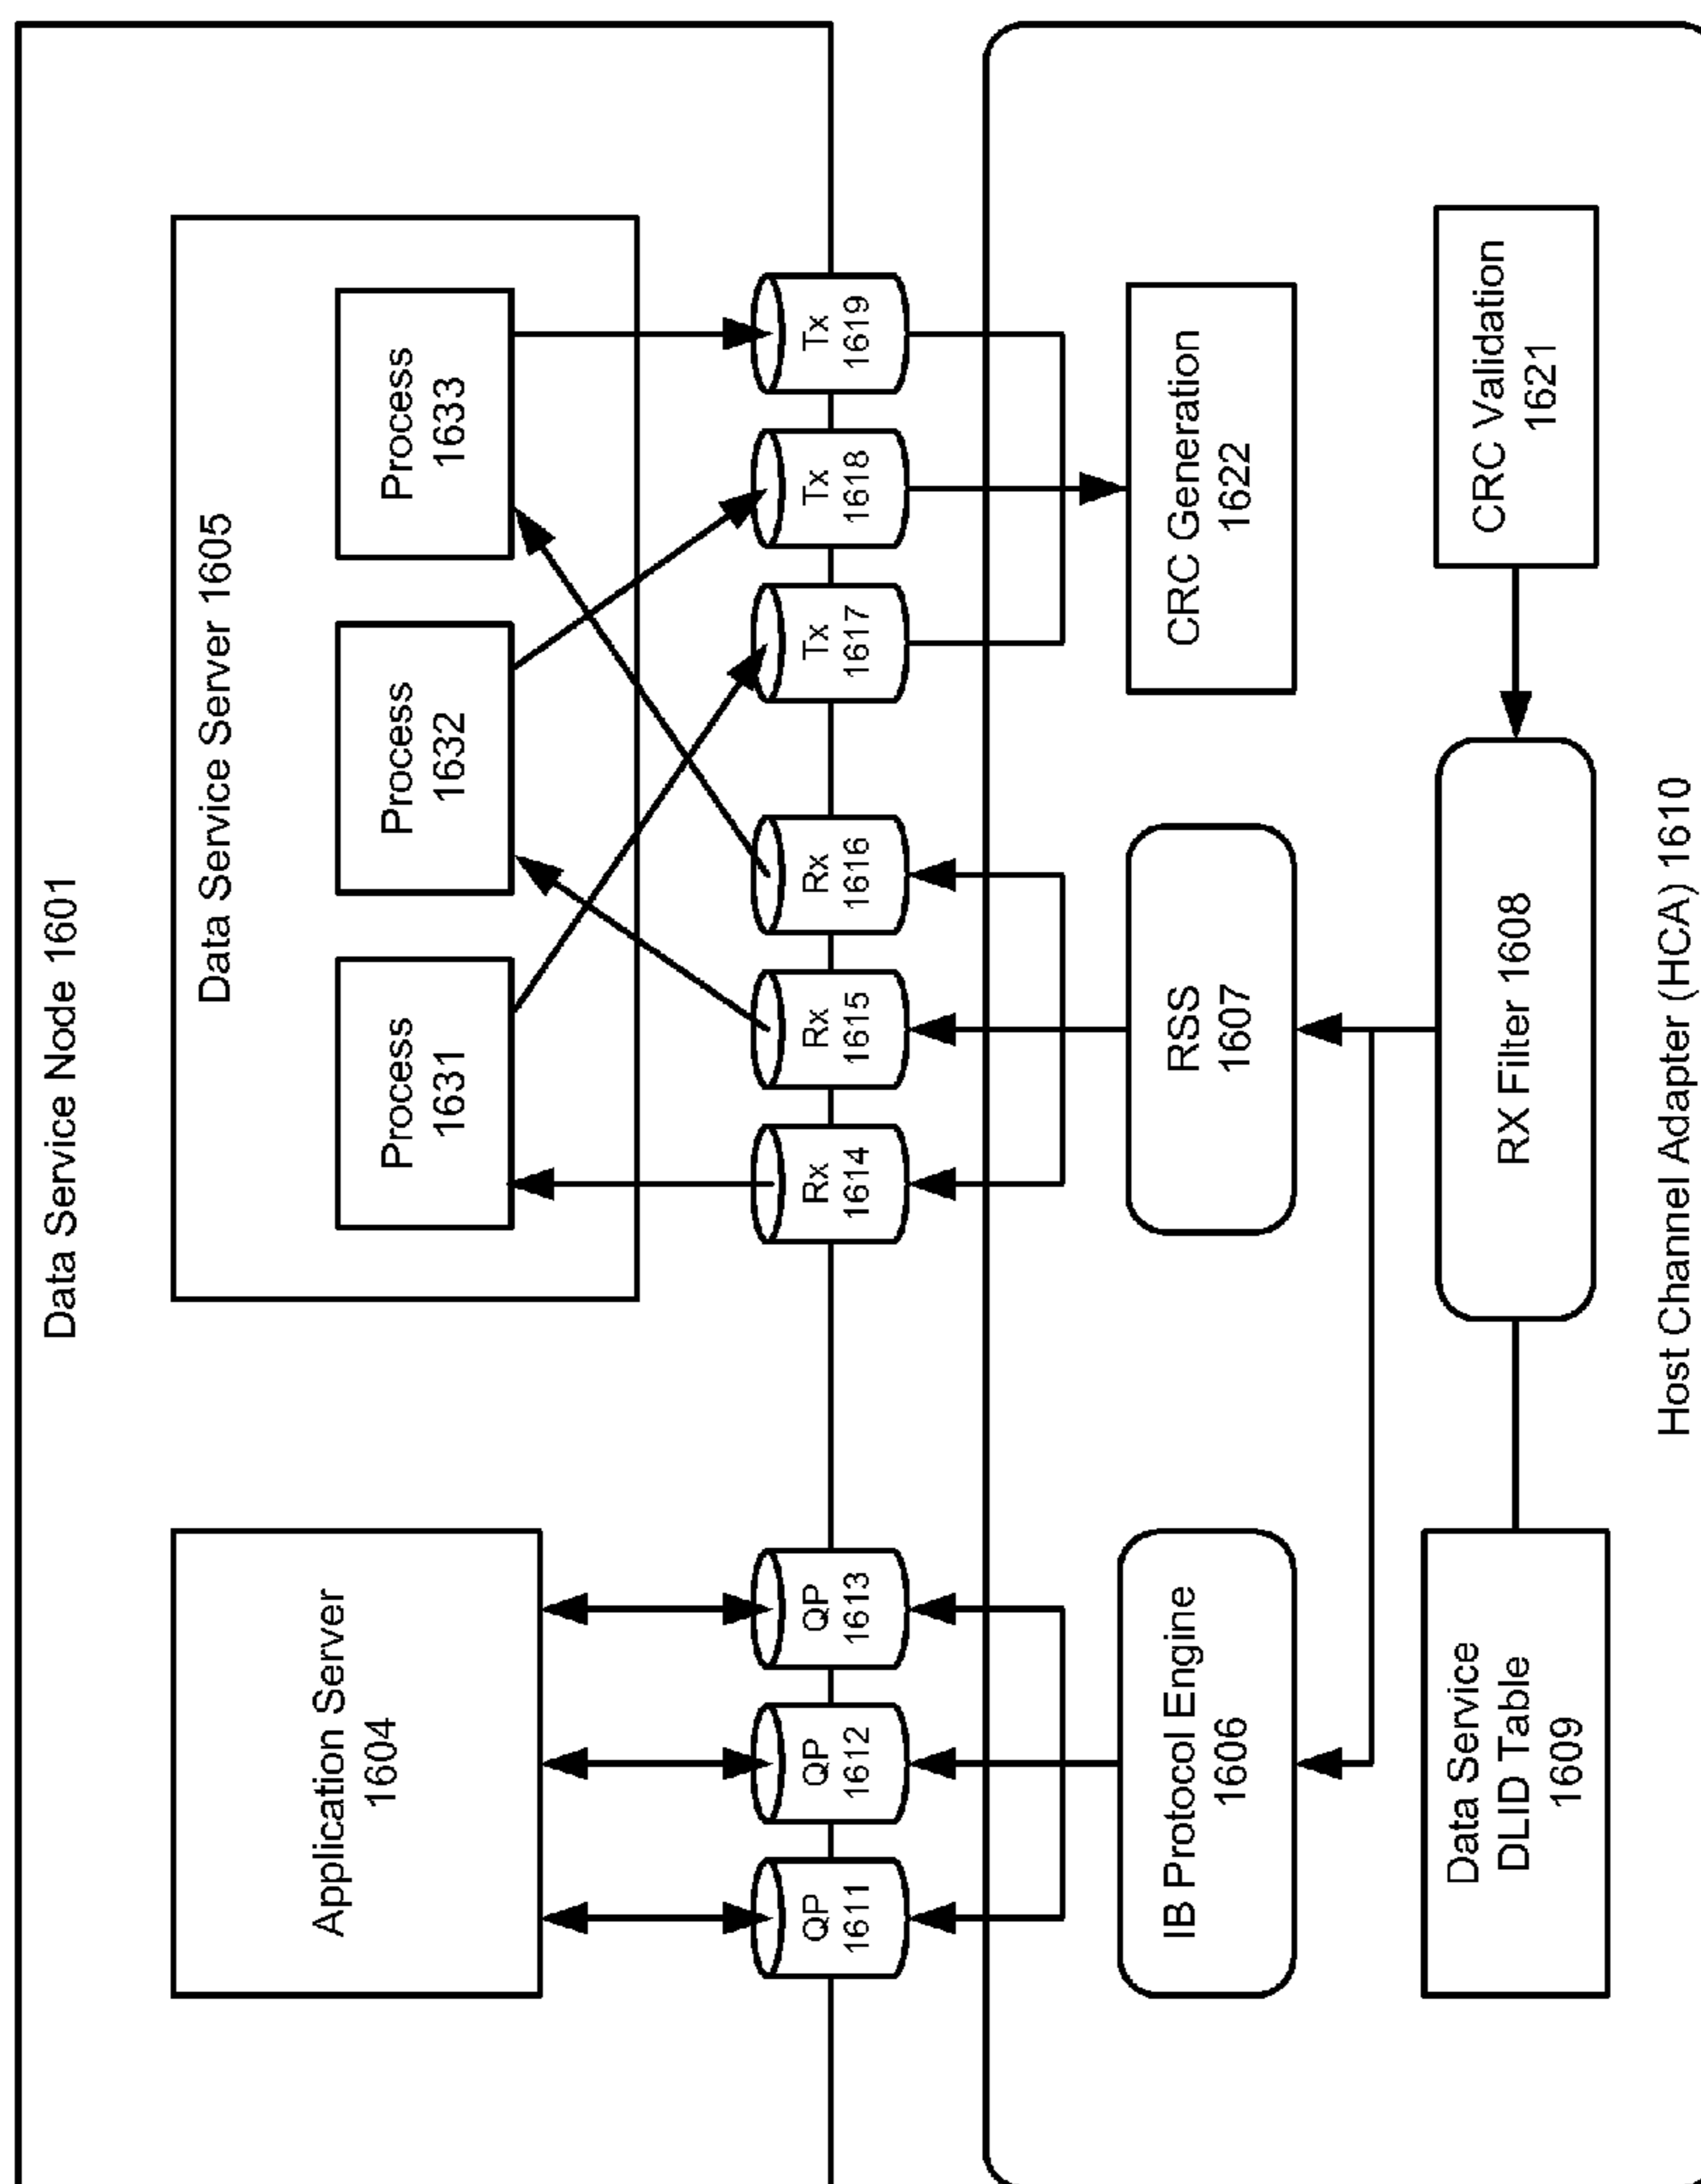 Data Service Node 1601
Application Server
1604
Data Service Server 1605
Process
1631
Process
1632
Process
1633
QP
1611
QP
1612
QP
1613
Rx
1614
Rx
1615
Rx
1616
Tx
1617
Tx
1618
Tx
1619
IB Protocol Engine
1606
RSS
1607
CRC Generation
1622
Data Service
DLID Table
1609
RX Filter 1608
CRC Validation
1621
Host Channel Adapter (HCA) 1610